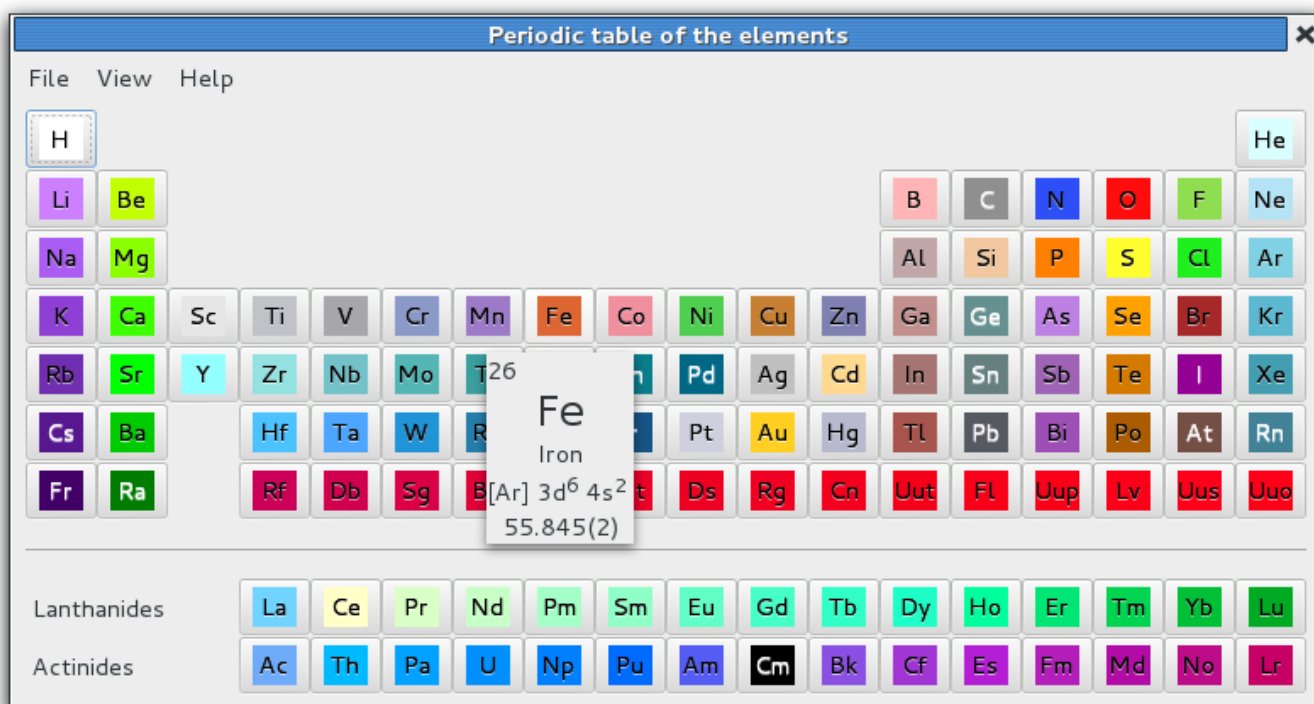 Periodic table of the elements
File View Help
H He
Li Be B C N O F Ne
Na Mg Al Si P S Cl Ar
K Ca Sc Ti V Cr Mn Fe Co Ni Cu Zn Ga Ge As Se Br Kr
Rb Sr Y Zr Nb Mo Pd Ag Cd In Sn Sb Te I Xe
26
Fe
Iron
[Ar] 3d⁶ 4s²
55.845(2)
Cs Ba Hf Ta W Pt Au Hg Tl Pb Bi Po At Rn
Fr Ra Rf Db Sg Ds Rg Cn Uut Fl Uup Lv Uus Uuo
Lanthanides La Ce Pr Nd Pm Sm Eu Gd Tb Dy Ho Er Tm Yb Lu
Actinides Ac Th Pa U Np Pu Am Cm Bk Cf Es Fm Md No Lr